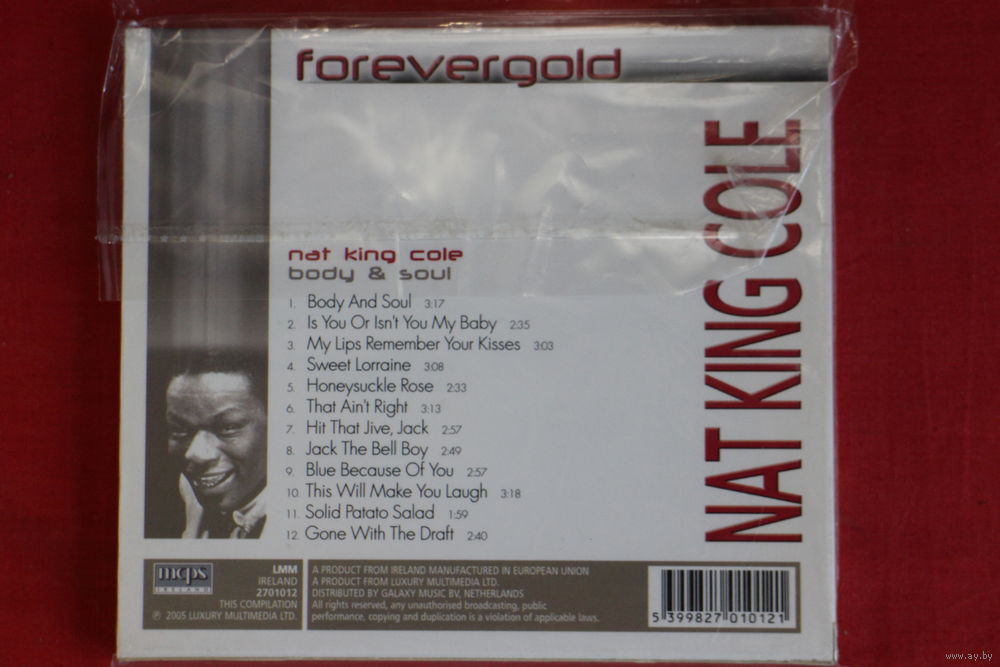 forevergold
NAT KING COLE
nat king cole
body & soul
1. Body And Soul 3:17
2. Is You Or Isn't You My Baby 2:35
3. My Lips Remember Your Kisses 3:03
4. Sweet Lorraine 3:08
5. Honeysuckle Rose 2:33
6. That Ain't Right 3:13
7. Hit That Jive, Jack 2:57
8. Jack The Bell Boy 2:49
9. Blue Because Of You 2:57
10. This Will Make You Laugh 3:18
11. Solid Patato Salad 1:59
12. Gone With The Draft 2:40
mcps
IRELAND
LMM
IRELAND
2701012
THIS COMPILATION
℗ 2005 LUXURY MULTIMEDIA LTD.
A PRODUCT FROM IRELAND MANUFACTURED IN EUROPEAN UNION
A PRODUCT FROM LUXURY MULTIMEDIA LTD.
DISTRIBUTED BY GALAXY MUSIC BV, NETHERLANDS
All rights reserved, any unauthorised broadcasting, public
performance, copying and duplication is a violation of applicable laws.
5 399827 010121
www.ay.by